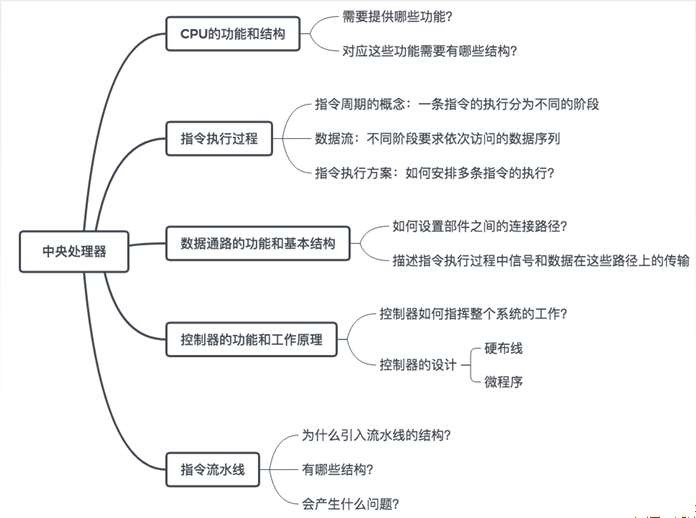 CPU的功能和结构
需要提供哪些功能?
对应这些功能需要有哪些结构?
指令执行过程
指令周期的概念：一条指令的执行分为不同的阶段
数据流：不同阶段要求依次访问的数据序列
指令执行方案：如何安排多条指令的执行?
中央处理器
数据通路的功能和基本结构
如何设置部件之间的连接路径?
描述指令执行过程中信号和数据在这些路径上的传输
控制器的功能和工作原理
控制器如何指挥整个系统的工作?
控制器的设计
硬布线
微程序
指令流水线
为什么引入流水线的结构?
有哪些结构?
会产生什么问题?